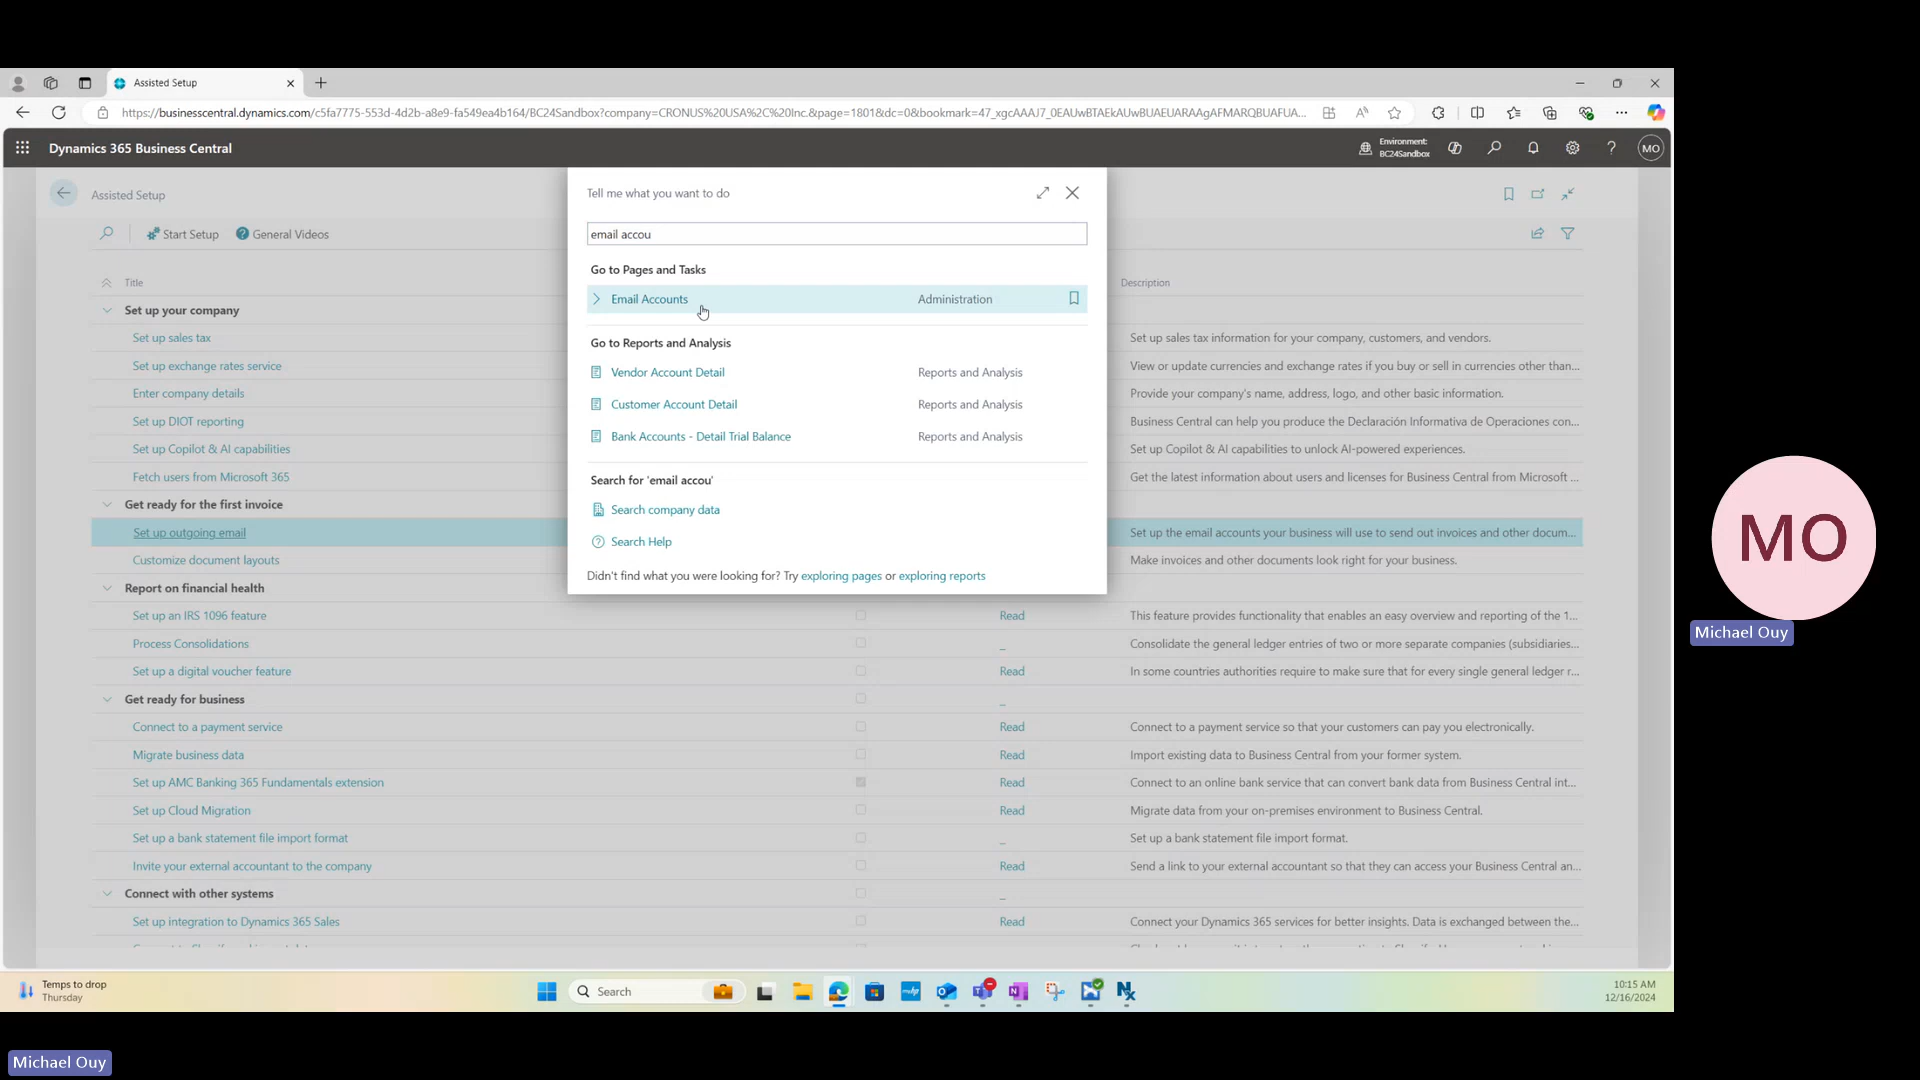 Assisted Setup
https://businesscentral.dynamics.com/c5fa7775-553d-4d2b-a8e9-fa549ea4b164/BC24Sandbox?company=CRONUS%20USA%2C%20Inc.&page=1801&dc=0&bookmark=47_xgcAAAJ7_0EAUwBTAEkAUwBUAEUARAAgAFMARQBUAFUA...
Dynamics 365 Business Central
Environment:
BC24Sandbox
MO
Assisted Setup
Start Setup
General Videos
Title
Description
Tell me what you want to do
email accou
Go to Pages and Tasks
Email Accounts Administration
Go to Reports and Analysis
Vendor Account Detail Reports and Analysis
Customer Account Detail Reports and Analysis
Bank Accounts - Detail Trial Balance Reports and Analysis
Search for 'email accou'
Search company data
Search Help
Didn't find what you were looking for? Try exploring pages or exploring reports
Set up your company
Set up sales tax Set up sales tax information for your company, customers, and vendors.
Set up exchange rates service View or update currencies and exchange rates if you buy or sell in currencies other than...
Enter company details Provide your company's name, address, logo, and other basic information.
Set up DIOT reporting Business Central can help you produce the Declaración Informativa de Operaciones con...
Set up Copilot & AI capabilities Set up Copilot & AI capabilities to unlock AI-powered experiences.
Fetch users from Microsoft 365 Get the latest information about users and licenses for Business Central from Microsoft ...
Get ready for the first invoice
Set up outgoing email Set up the email accounts your business will use to send out invoices and other docum...
Customize document layouts Make invoices and other documents look right for your business.
Report on financial health
Set up an IRS 1096 feature Read This feature provides functionality that enables an easy overview and reporting of the 1...
Process Consolidations _ Consolidate the general ledger entries of two or more separate companies (subsidiaries...
Set up a digital voucher feature Read In some countries authorities require to make sure that for every single general ledger r...
Get ready for business _
Connect to a payment service Read Connect to a payment service so that your customers can pay you electronically.
Migrate business data Read Import existing data to Business Central from your former system.
Set up AMC Banking 365 Fundamentals extension Read Connect to an online bank service that can convert bank data from Business Central int...
Set up Cloud Migration Read Migrate data from your on-premises environment to Business Central.
Set up a bank statement file import format _ Set up a bank statement file import format.
Invite your external accountant to the company Read Send a link to your external accountant so that they can access your Business Central an...
Connect with other systems _
Set up integration to Dynamics 365 Sales Read Connect your Dynamics 365 services for better insights. Data is exchanged between the...
Temps to drop
Thursday
Search
10:15 AM
12/16/2024
MO
Michael Ouy
Michael Ouy